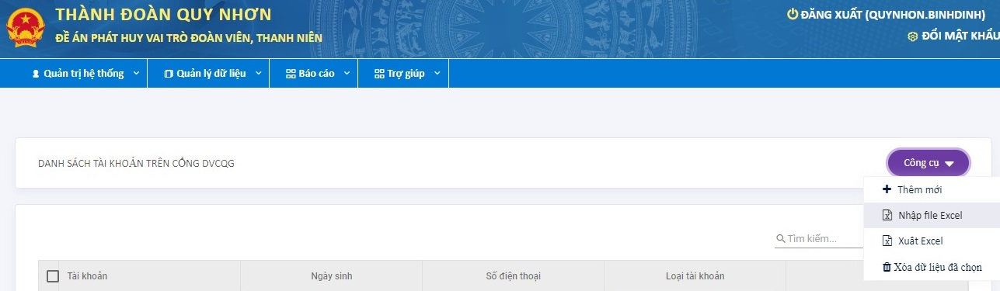 THÀNH ĐOÀN QUY NHƠN
ĐỀ ÁN PHÁT HUY VAI TRÒ ĐOÀN VIÊN, THANH NIÊN
ĐĂNG XUẤT (QUYNHON.BINHDINH)
ĐỔI MẬT KHẨU
Quản trị hệ thống
Quản lý dữ liệu
Báo cáo
Trợ giúp
DANH SÁCH TÀI KHOẢN TRÊN CỔNG DVCQG
Công cụ
Thêm mới
Nhập file Excel
Xuất Excel
Xóa dữ liệu đã chọn
Tìm kiếm...
Tài khoản
Ngày sinh
Số điện thoại
Loại tài khoản